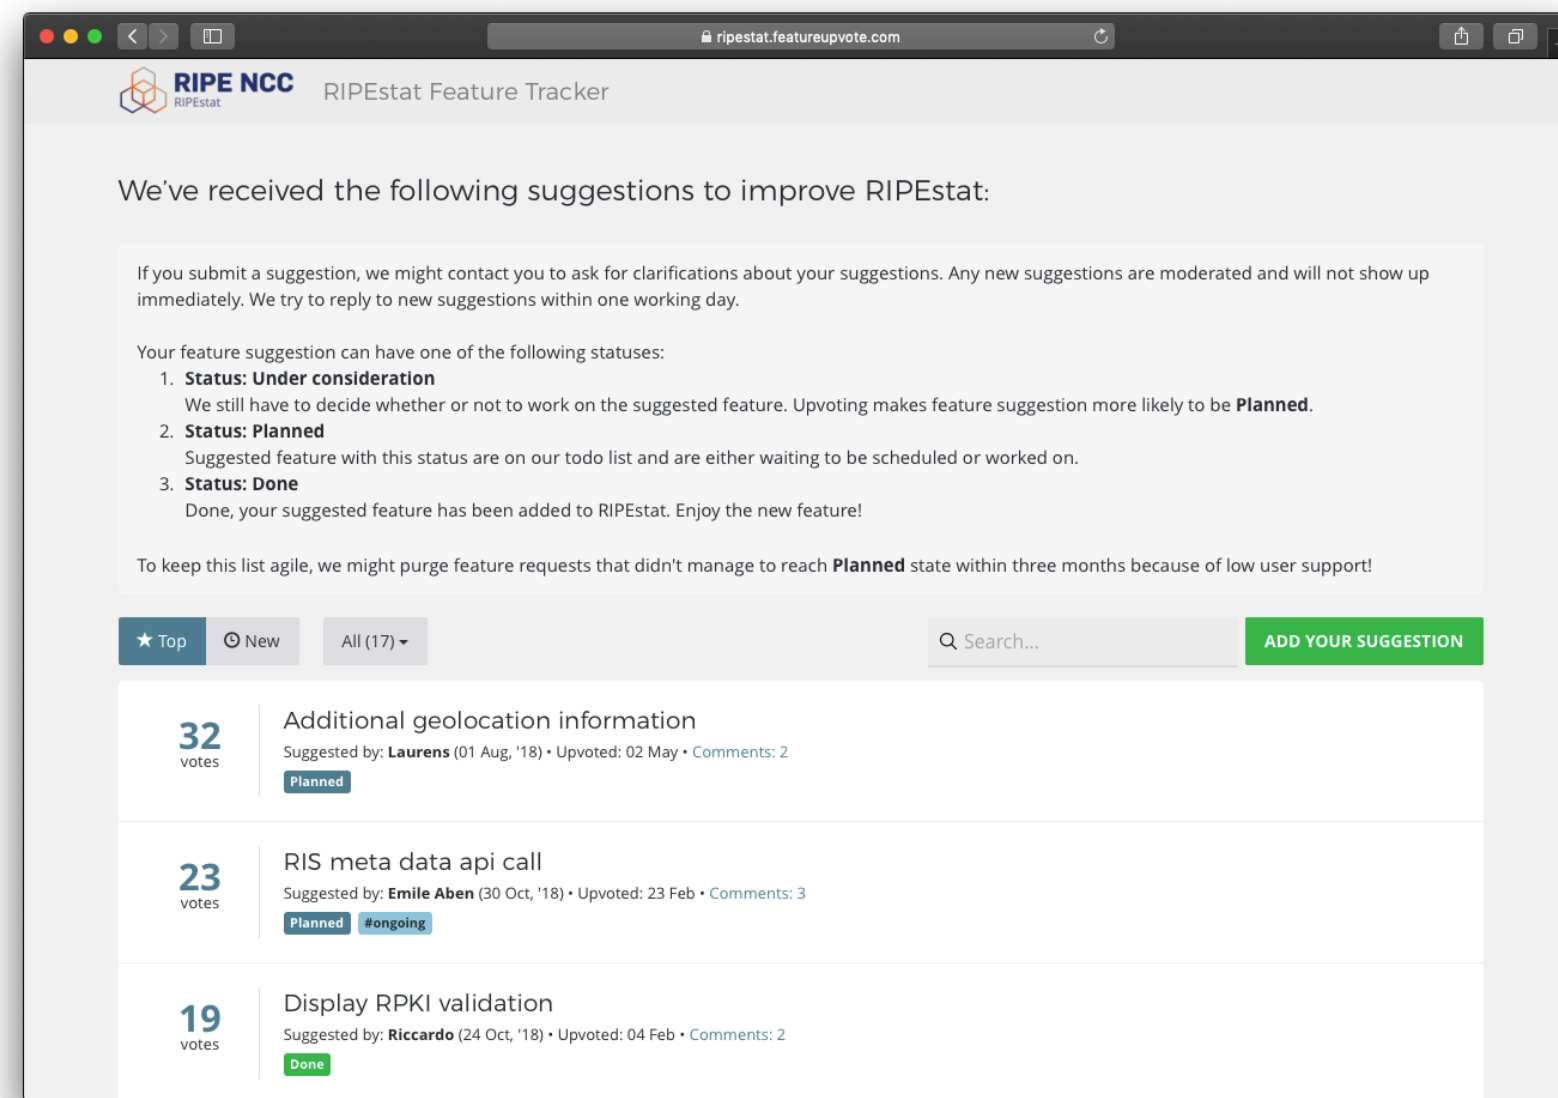 ripestat.featureupvote.com
RIPE NCC
RIPEstat
RIPEstat Feature Tracker
We've received the following suggestions to improve RIPEstat:
If you submit a suggestion, we might contact you to ask for clarifications about your suggestions. Any new suggestions are moderated and will not show up
immediately. We try to reply to new suggestions within one working day.
Your feature suggestion can have one of the following statuses:
1. Status: Under consideration
We still have to decide whether or not to work on the suggested feature. Upvoting makes feature suggestion more likely to be Planned.
2. Status: Planned
Suggested feature with this status are on our todo list and are either waiting to be scheduled or worked on.
3. Status: Done
Done, your suggested feature has been added to RIPEstat. Enjoy the new feature!
To keep this list agile, we might purge feature requests that didn't manage to reach Planned state within three months because of low user support!
Top New All (17) Search... ADD YOUR SUGGESTION
32
votes
Additional geolocation information
Suggested by: Laurens (01 Aug, '18) • Upvoted: 02 May • Comments: 2
Planned
23
votes
RIS meta data api call
Suggested by: Emile Aben (30 Oct, '18) • Upvoted: 23 Feb • Comments: 3
Planned #ongoing
19
votes
Display RPKI validation
Suggested by: Riccardo (24 Oct, '18) • Upvoted: 04 Feb • Comments: 2
Done